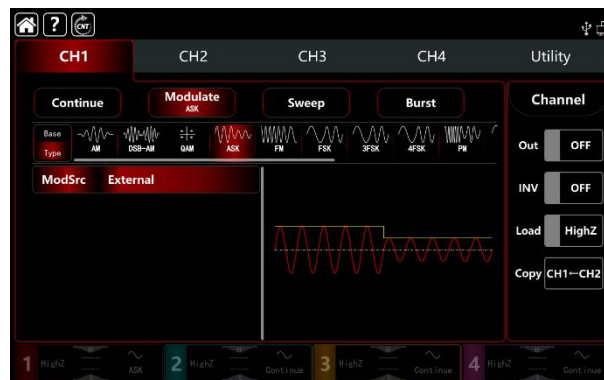 ? CNT
CH1 CH2 CH3 CH4 Utility
Continue Modulate ASK Sweep Burst Channel
Base Type AM DSB-AM QAM ASK FM FSK 3FSK 4FSK PM
Out OFF
ModSrc External
INV OFF
Load HighZ
Copy CH1←CH2
1 HighZ ASK 2 HighZ Continue 3 HighZ Continue 4 HighZ Continue